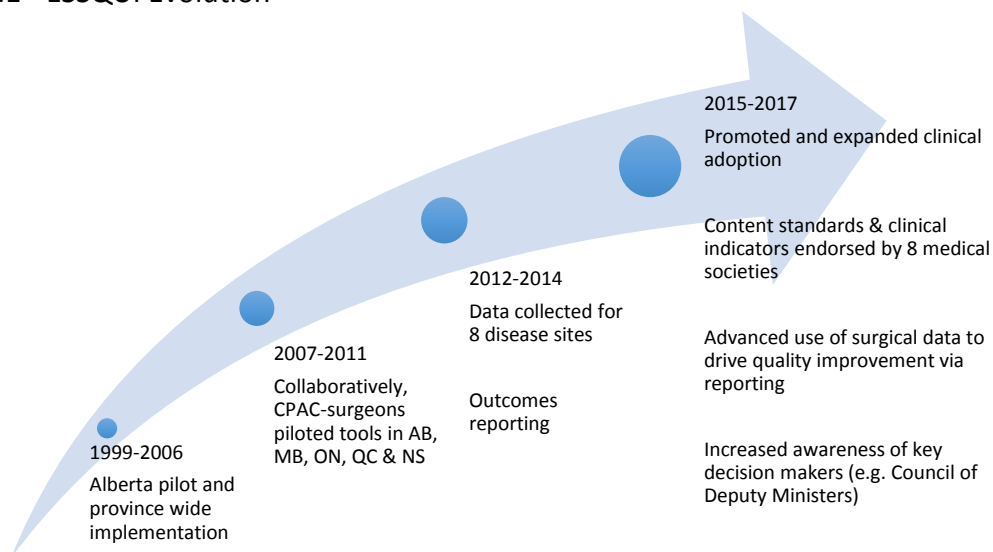 Evolution
1999-2006
Alberta pilot and
province wide
implementation
2007-2011
Collaboratively,
CPAC-surgeons
piloted tools in AB,
MB, ON, QC & NS
2012-2014
Data collected for
8 disease sites
Outcomes
reporting
2015-2017
Promoted and expanded clinical
adoption
Content standards & clinical
indicators endorsed by 8 medical
societies
Advanced use of surgical data to
drive quality improvement via
reporting
Increased awareness of key
decision makers (e.g. Council of
Deputy Ministers)